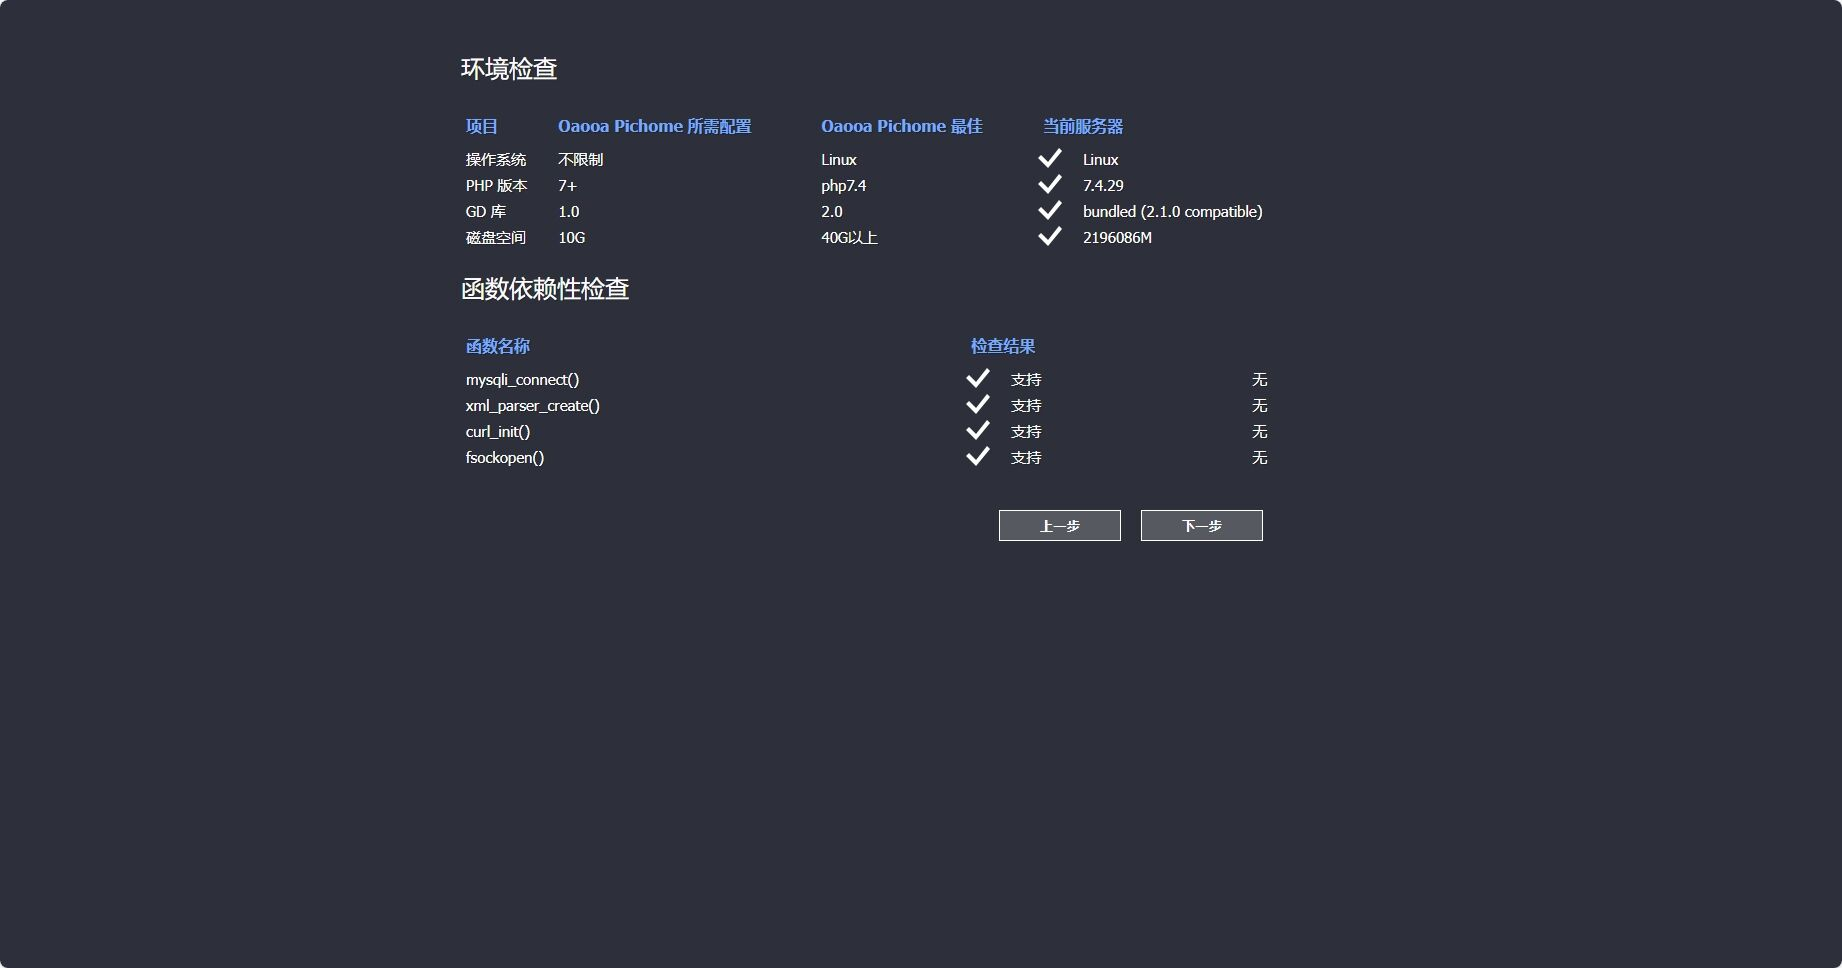 环境检查
项目 Oaooa Pichome 所需配置 Oaooa Pichome 最佳 当前服务器
操作系统 不限制 Linux Linux
PHP 版本 7+ php7.4 7.4.29
GD 库 1.0 2.0 bundled (2.1.0 compatible)
磁盘空间 10G 40G以上 2196086M
函数依赖性检查
函数名称 检查结果
mysqli_connect() 支持 无
xml_parser_create() 支持 无
curl_init() 支持 无
fsockopen() 支持 无
上一步 下一步